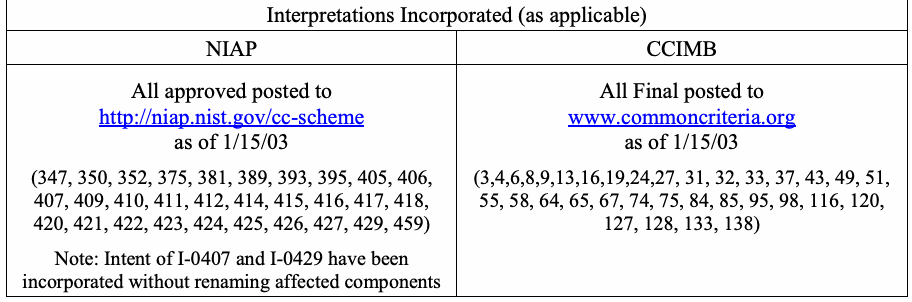 Interpretations Incorporated (as applicable)
NIAP
CCIMB
All approved posted to
http://niap.nist.gov/cc-scheme
as of 1/15/03
(347, 350, 352, 375, 381, 389, 393, 395, 405, 406,
407, 409, 410, 411, 412, 414, 415, 416, 417, 418,
420, 421, 422, 423, 424, 425, 426, 427, 429, 459)
Note: Intent of I-0407 and I-0429 have been
incorporated without renaming affected components
All Final posted to
www.commoncriteria.org
as of 1/15/03
(3,4,6,8,9,13,16,19,24,27, 31, 32, 33, 37, 43, 49, 51,
55, 58, 64, 65, 67, 74, 75, 84, 85, 95, 98, 116, 120,
127, 128, 133, 138)